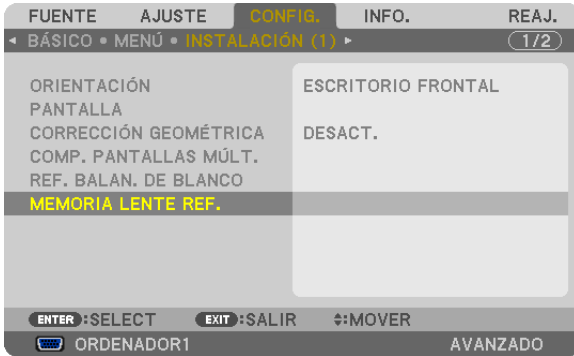 FUENTE AJUSTE CONFIG. INFO. REAJ.
◂ BÁSICO • MENÚ • INSTALACIÓN (1) ▸ 1/2
ORIENTACIÓN ESCRITORIO FRONTAL
PANTALLA
CORRECCIÓN GEOMÉTRICA DESACT.
COMP. PANTALLAS MÚLT.
REF. BALAN. DE BLANCO
MEMORIA LENTE REF.
ENTER :SELECT EXIT :SALIR ♦:MOVER
ORDENADOR1 AVANZADO